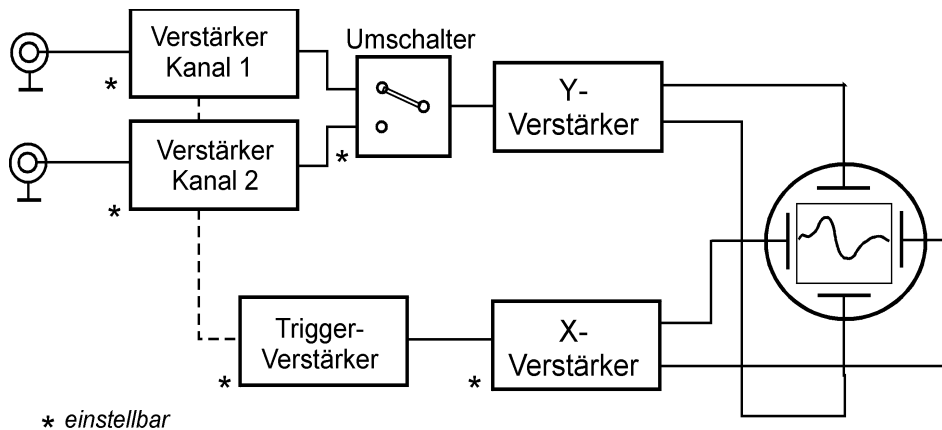 Verstärker
Kanal 1
*
Umschalter
Verstärker
Kanal 2
*
*
Y-
Verstärker
Trigger-
Verstärker
*
X-
Verstärker
*
* einstellbar